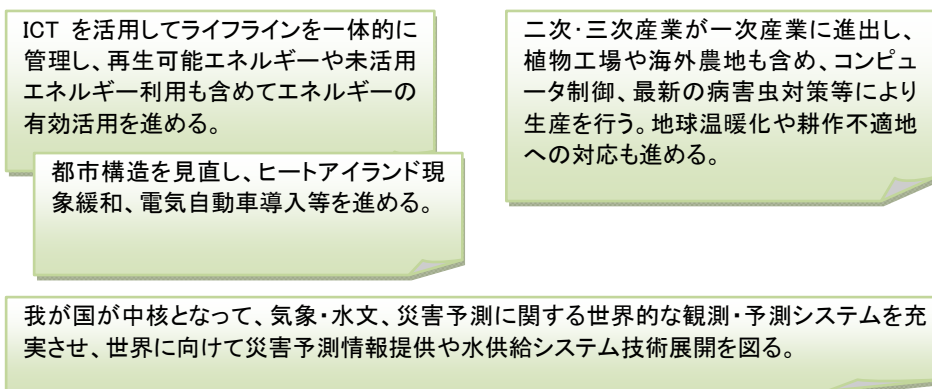 ICT を活用してライフラインを一体的に
管理し、再生可能エネルギーや未活用
エネルギー利用も含めてエネルギーの
有効活用を進める。
都市構造を見直し、ヒートアイランド現
象緩和、電気自動車導入等を進める。
二次・三次産業が一次産業に進出し、
植物工場や海外農地も含め、コンピュ
ータ制御、最新の病害虫対策等により
生産を行う。地球温暖化や耕作不適地
への対応も進める。
我が国が中核となって、気象・水文、災害予測に関する世界的な観測・予測システムを充
実させ、世界に向けて災害予測情報提供や水供給システム技術展開を図る。